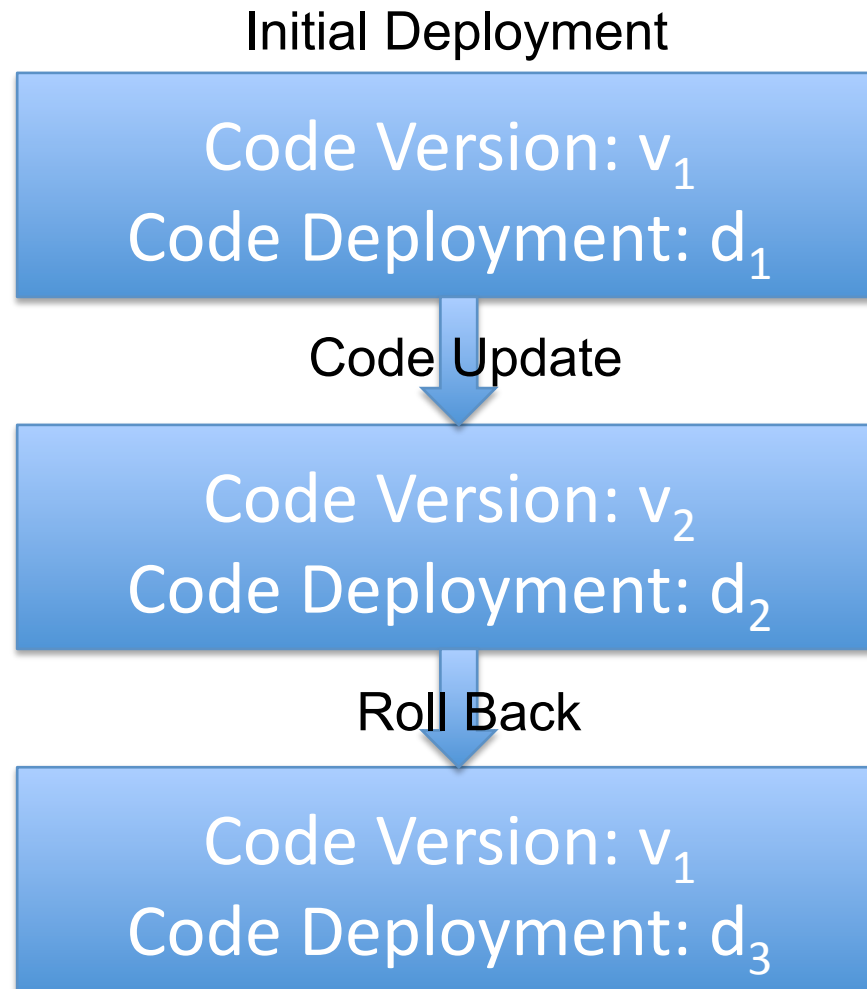 Initial Deployment
Code Version: v₁
Code Deployment: d₁
Code Update
Code Version: v₂
Code Deployment: d₂
Roll Back
Code Version: v₁
Code Deployment: d₃